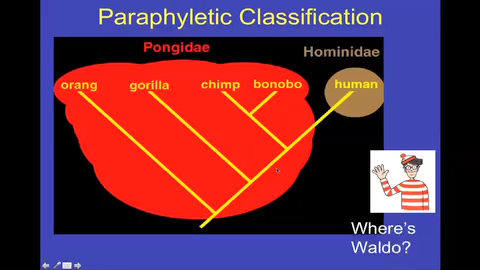 Paraphyletic Classification
Pongidae
Hominidae
orang gorilla chimp bonobo human
Where's
Waldo?